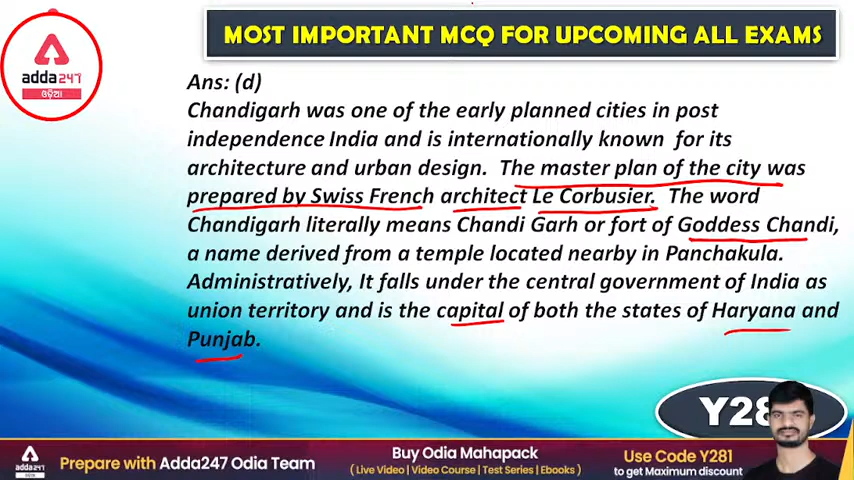 MOST IMPORTANT MCQ FOR UPCOMING ALL EXAMS
adda247
ଓଡ଼ିଆ
Ans: (d)
Chandigarh was one of the early planned cities in post
independence India and is internationally known for its
architecture and urban design. The master plan of the city was
prepared by Swiss French architect Le Corbusier. The word
Chandigarh literally means Chandi Garh or fort of Goddess Chandi,
a name derived from a temple located nearby in Panchakula.
Administratively, It falls under the central government of India as
union territory and is the capital of both the states of Haryana and
Punjab.
Y28
adda247
Prepare with Adda247 Odia Team
Buy Odia Mahapack
( Live Video | Video Course | Test Series | Ebooks )
Use Code Y281
to get Maximum discount